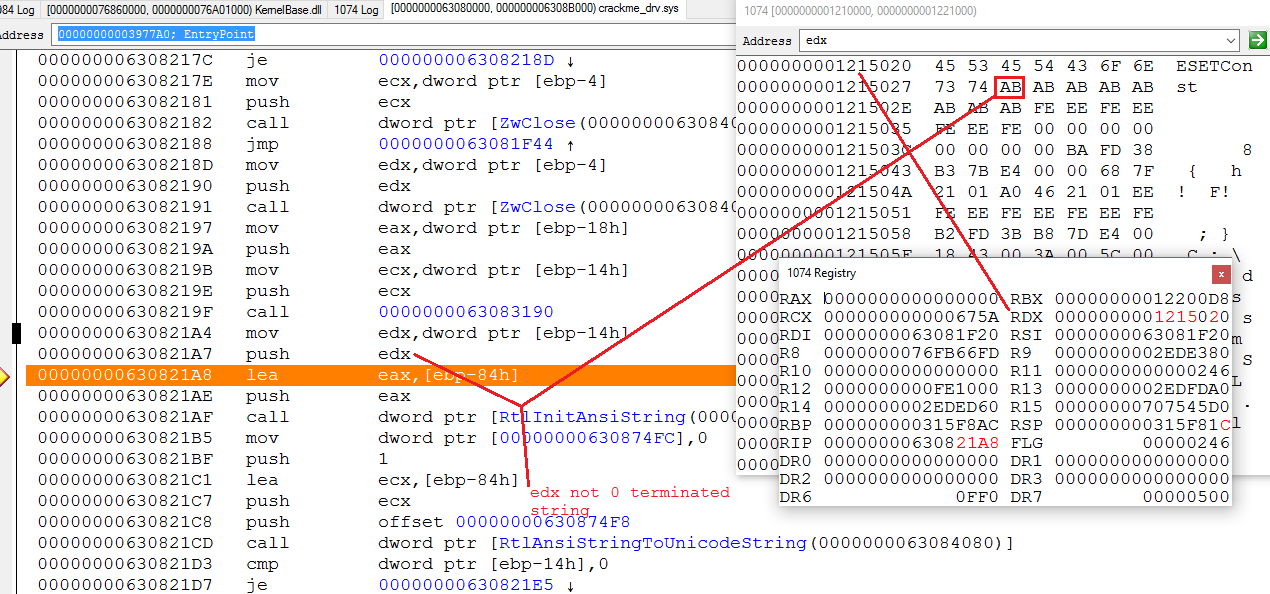 984 Log [0000000076860000, 0000000076A01000) KernelBase.dll 1074 Log [0000000063080000, 000000006308B000) crackme_drv.sys
address 00000000003977A0; EntryPoint
000000006308217C je 000000006308218D ↓
000000006308217E mov ecx,dword ptr [ebp-4]
0000000063082181 push ecx
0000000063082182 call dword ptr [ZwClose(00000000630840
0000000063082188 jmp 0000000063081F44 ↑
000000006308218D mov edx,dword ptr [ebp-4]
0000000063082190 push edx
0000000063082191 call dword ptr [ZwClose(00000000630840
0000000063082197 mov eax,dword ptr [ebp-18h]
000000006308219A push eax
000000006308219B mov ecx,dword ptr [ebp-14h]
000000006308219E push ecx
000000006308219F call 0000000063083190
00000000630821A4 mov edx,dword ptr [ebp-14h]
00000000630821A7 push edx
00000000630821A8 lea eax,[ebp-84h]
00000000630821AE push eax
00000000630821AF call dword ptr [RtlInitAnsiString(0000
00000000630821B5 mov dword ptr [00000000630874FC],0
00000000630821BF push 1
00000000630821C1 lea ecx,[ebp-84h]
00000000630821C7 push ecx
00000000630821C8 push offset 00000000630874F8
00000000630821CD call dword ptr [RtlAnsiStringToUnicodeString(0000000063084080)]
00000000630821D3 cmp dword ptr [ebp-14h],0
00000000630821D7 je 00000000630821E5 ↓
edx not 0 terminated
string
1074 [0000000001210000, 0000000001221000)
Address edx
0000000001215020 45 53 45 54 43 6F 6E ESETCon
0000000001215027 73 74 AB AB AB AB AB st
000000000121502E AB AB AB FE EE FE EE
0000000001215035 FE EE FE 00 00 00 00
000000000121503C 00 00 00 00 BA FD 38 8
0000000001215043 B3 7B E4 00 00 68 7F { h
000000000121504A 21 01 A0 46 21 01 EE ! F!
0000000001215051 FE EE FE EE FE EE FE
0000000001215058 B2 FD 3B B8 7D E4 00 ; }
000000000121505F 18 43 00 3A 00 5C 00 C : \
1074 Registry x
RAX 0000000000000000 RBX 00000000012200D8
RCX 000000000000675A RDX 0000000001215020
RDI 0000000063081F20 RSI 0000000063081F20
R8 0000000076FB66FD R9 0000000002EDE380
R10 0000000000000000 R11 0000000000000246
R12 0000000000FE1000 R13 0000000002EDFDA0
R14 0000000002EDED60 R15 00000000707545D0
RBP 000000000315F8AC RSP 000000000315F81C
RIP 00000000630821A8 FLG 00000246
DR0 0000000000000000 DR1 0000000000000000
DR2 0000000000000000 DR3 0000000000000000
DR6 0FF0 DR7 00000500